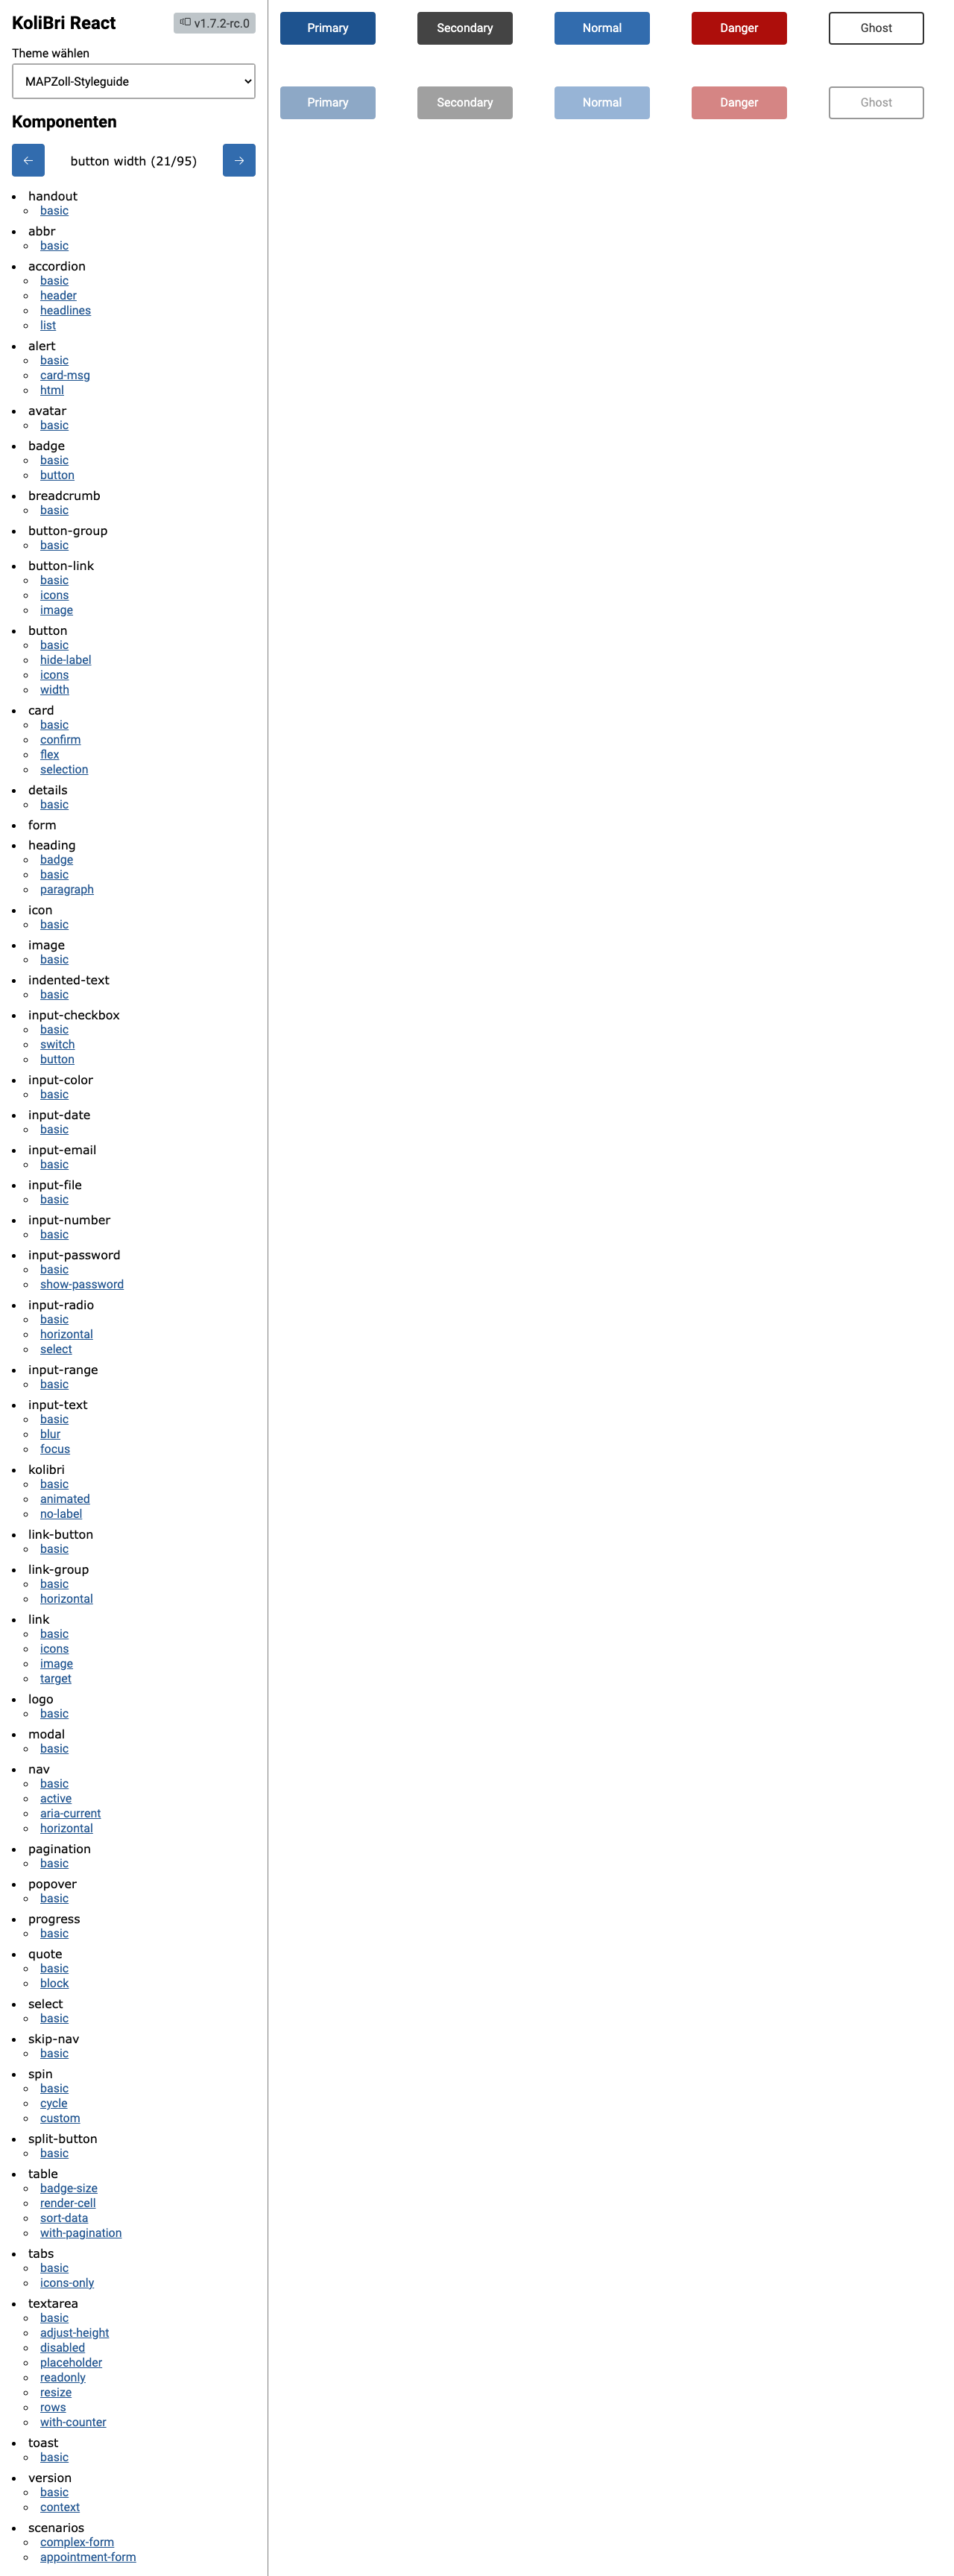 KoliBri React
v1.7.2-rc.0
Theme wählen
MAPZoll-Styleguide
Komponenten
button width (21/95)
handout
basic
abbr
basic
accordion
basic
header
headlines
list
alert
basic
card-msg
html
avatar
basic
badge
basic
button
breadcrumb
basic
button-group
basic
button-link
basic
icons
image
button
basic
hide-label
icons
width
card
basic
confirm
flex
selection
details
basic
form
heading
badge
basic
paragraph
icon
basic
image
basic
indented-text
basic
input-checkbox
basic
switch
button
input-color
basic
input-date
basic
input-email
basic
input-file
basic
input-number
basic
input-password
basic
show-password
input-radio
basic
horizontal
select
input-range
basic
input-text
basic
blur
focus
kolibri
basic
animated
no-label
link-button
basic
link-group
basic
horizontal
link
basic
icons
image
target
logo
basic
modal
basic
nav
basic
active
aria-current
horizontal
pagination
basic
popover
basic
progress
basic
quote
basic
block
select
basic
skip-nav
basic
spin
basic
cycle
custom
split-button
basic
table
badge-size
render-cell
sort-data
with-pagination
tabs
basic
icons-only
textarea
basic
adjust-height
disabled
placeholder
readonly
resize
rows
with-counter
toast
basic
version
basic
context
scenarios
complex-form
appointment-form
Primary Secondary Normal Danger Ghost
Primary Secondary Normal Danger Ghost